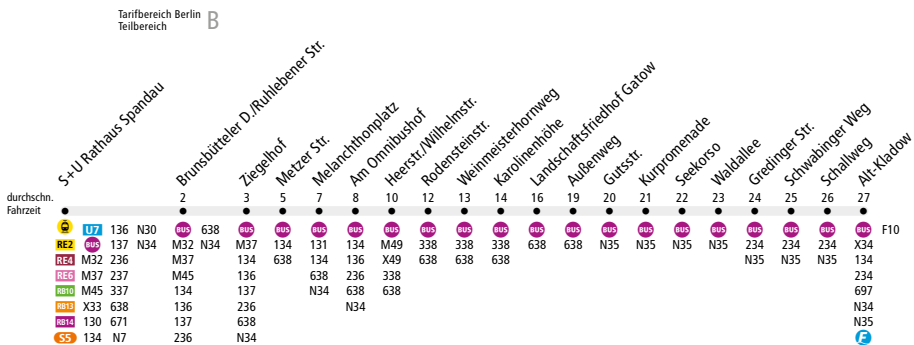 Tarifbereich Berlin
Teilbereich
B
S+U Rathaus Spandau
Brunsbütteler D./Ruhlebener Str.
Ziegelhof
Metzer Str.
Melanchthonplatz
Am Omnibushof
Heerstr./Wilhelmstr.
Rodensteinstr.
Weinmeisterhornweg
Karolinenhöhe
Landschaftsfriedhof Gatow
Außenweg
Gutsstr.
Kurpromenade
Seekorso
Waldallee
Gredinger Str.
Schwabinger Weg
Schallweg
Alt-Kladow
durchschn. 2 3 5 7 8 10 12 13 14 16 19 20 21 22 23 24 25 26 27
Fahrzeit
U7 136 N30 BUS 638 BUS BUS BUS BUS BUS BUS BUS BUS BUS BUS BUS BUS BUS BUS BUS BUS BUS BUS F10
RE2 BUS 137 N34 M32 N34 M37 134 131 134 M49 338 338 338 638 638 N35 N35 N35 N35 234 234 234 X34
RE4 M32 236 M37 134 638 134 136 X49 638 638 638 N35 N35 N35 134
RE6 M37 237 M45 136 638 236 338 234
RB10 M45 337 134 137 N34 638 638 697
RB13 X33 638 136 236 N34 N34
RB14 130 671 137 638 N35
S5 134 N7 236 N34 F